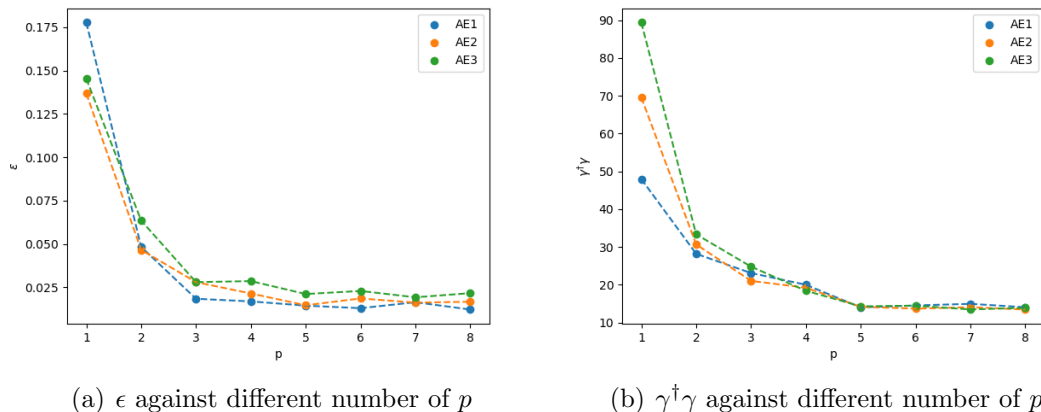 0.175
0.150
0.125
0.100
0.075
0.050
0.025
ϵ
1 2 3 4 5 6 7 8
p
AE1
AE2
AE3
90
80
70
60
50
40
30
20
10
γ†γ
1 2 3 4 5 6 7 8
p
AE1
AE2
AE3
(a) ϵ against different number of p
(b) γ†γ against different number of p